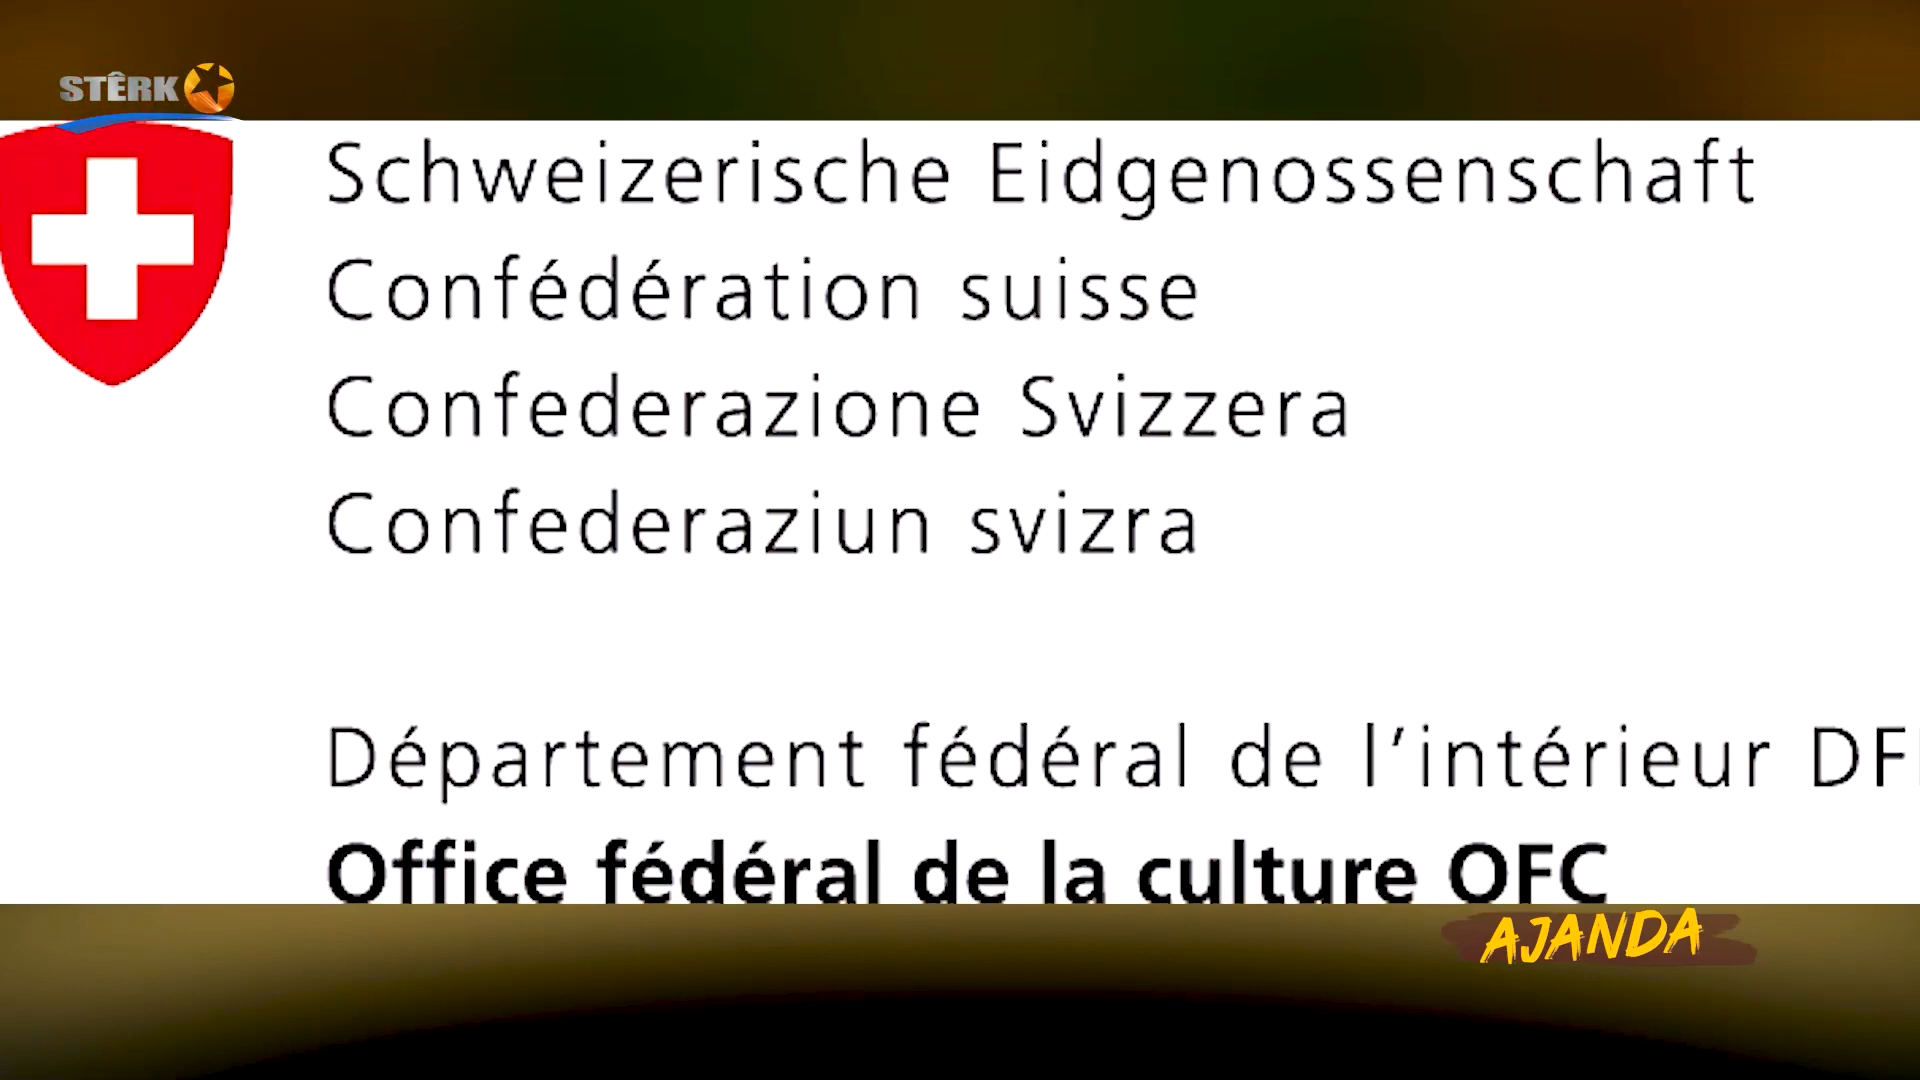 STÊRK
Schweizerische Eidgenossenschaft
Confédération suisse
Confederazione Svizzera
Confederaziun svizra
Département fédéral de l'intérieur DF
Office fédéral de la culture OFC
AJANDA